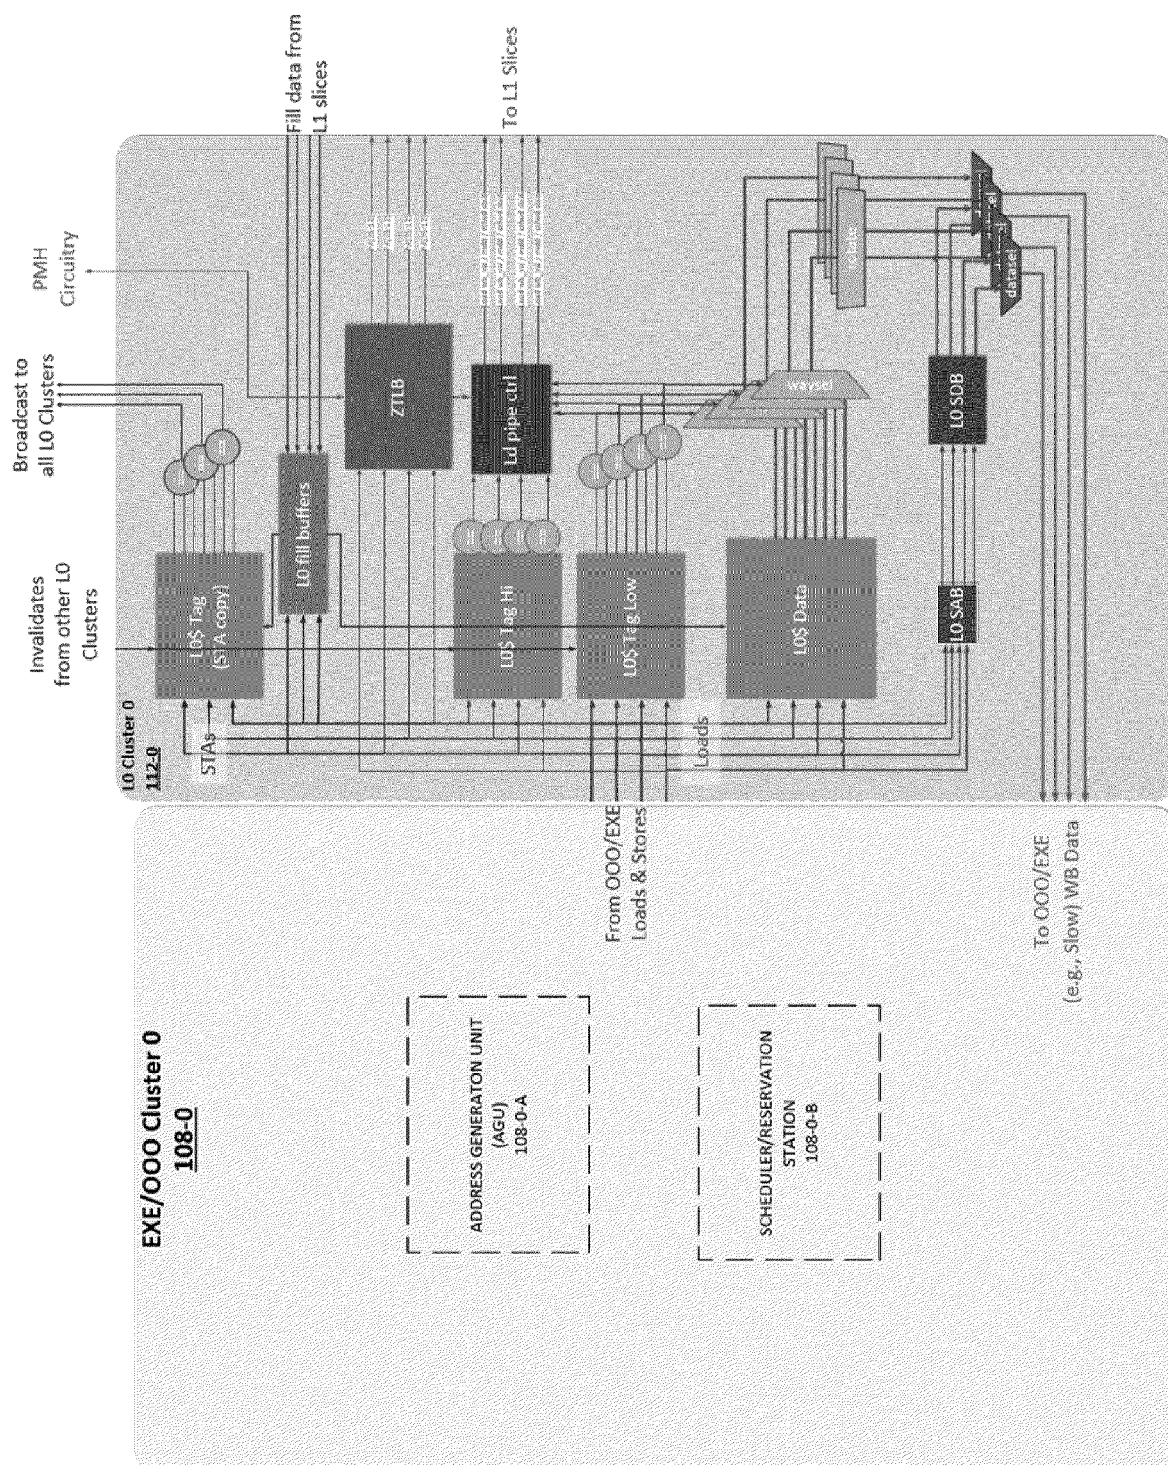 EXE/OOO Cluster 0
108-0
ADDRESS GENERATON UNIT
(AGU)
108-0-A
SCHEDULER/RESERVATION
STATION
108-0-B
L0 Cluster 0
112-0
Invalidates
from other L0
Clusters
Broadcast to
all L0 Clusters
PMH
Circuitry
Fill data from
L1 slices
To L1 Slices
STAs
L0$ Tag
(STA copy)
L0 fill buffers
ZTLB
L0$ Tag Hi
Ld pipe ctrl
From OOO/EXE
Loads & Stores
L0$ Tag Low
Loads
L0$ Data
waysel
L0 SAB
L0 SDB
To OOO/EXE
(e.g., Slow) WB Data